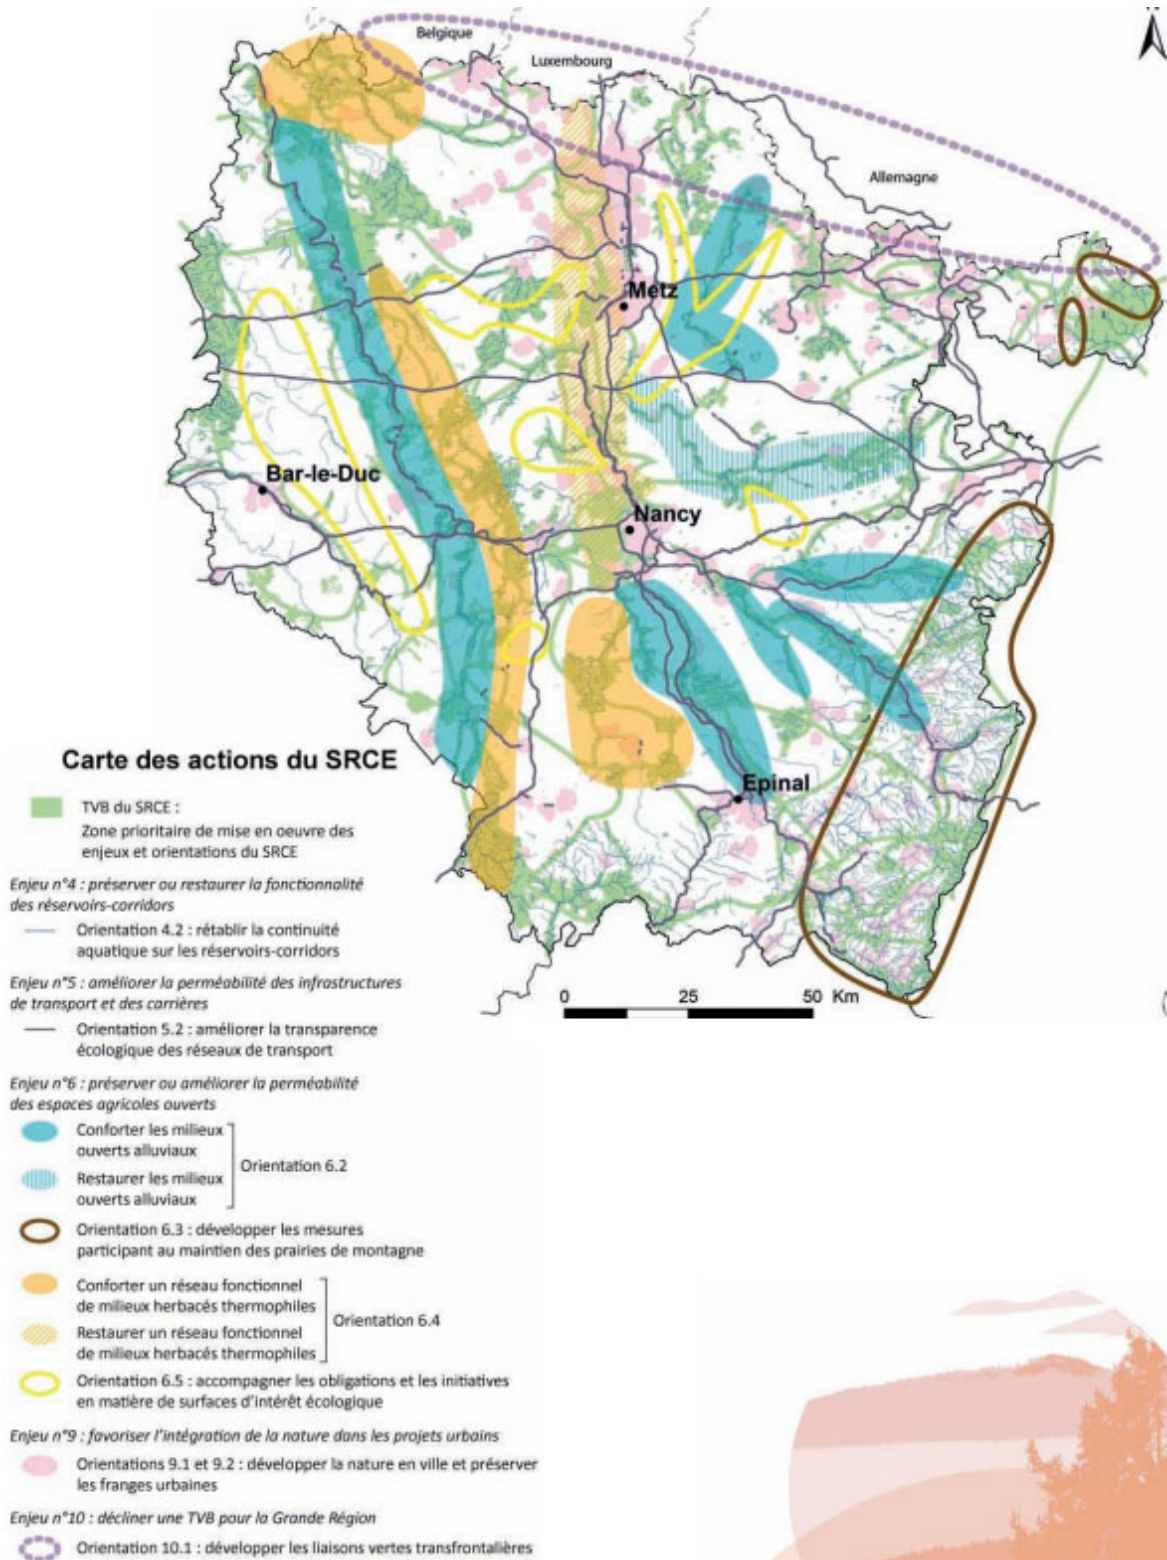 Belgique
Luxembourg
Allemagne
Metz
Bar-le-Duc
Nancy
Epinal
0 25 50 Km
Carte des actions du SRCE
TVB du SRCE :
Zone prioritaire de mise en oeuvre des
enjeux et orientations du SRCE
Enjeu n°4 : préserver ou restaurer la fonctionnalité
des réservoirs-corridors
Orientation 4.2 : rétablir la continuité
aquatique sur les réservoirs-corridors
Enjeu n°5 : améliorer la perméabilité des infrastructures
de transport et des carrières
Orientation 5.2 : améliorer la transparence
écologique des réseaux de transport
Enjeu n°6 : préserver ou améliorer la perméabilité
des espaces agricoles ouverts
Conforter les milieux
ouverts alluviaux
Orientation 6.2
Restaurer les milieux
ouverts alluviaux
Orientation 6.3 : développer les mesures
participant au maintien des prairies de montagne
Conforter un réseau fonctionnel
de milieux herbacés thermophiles
Orientation 6.4
Restaurer un réseau fonctionnel
de milieux herbacés thermophiles
Orientation 6.5 : accompagner les obligations et les initiatives
en matière de surfaces d'intérêt écologique
Enjeu n°9 : favoriser l'intégration de la nature dans les projets urbains
Orientations 9.1 et 9.2 : développer la nature en ville et préserver
les franges urbaines
Enjeu n°10 : décliner une TVB pour la Grande Région
Orientation 10.1 : développer les liaisons vertes transfrontalières